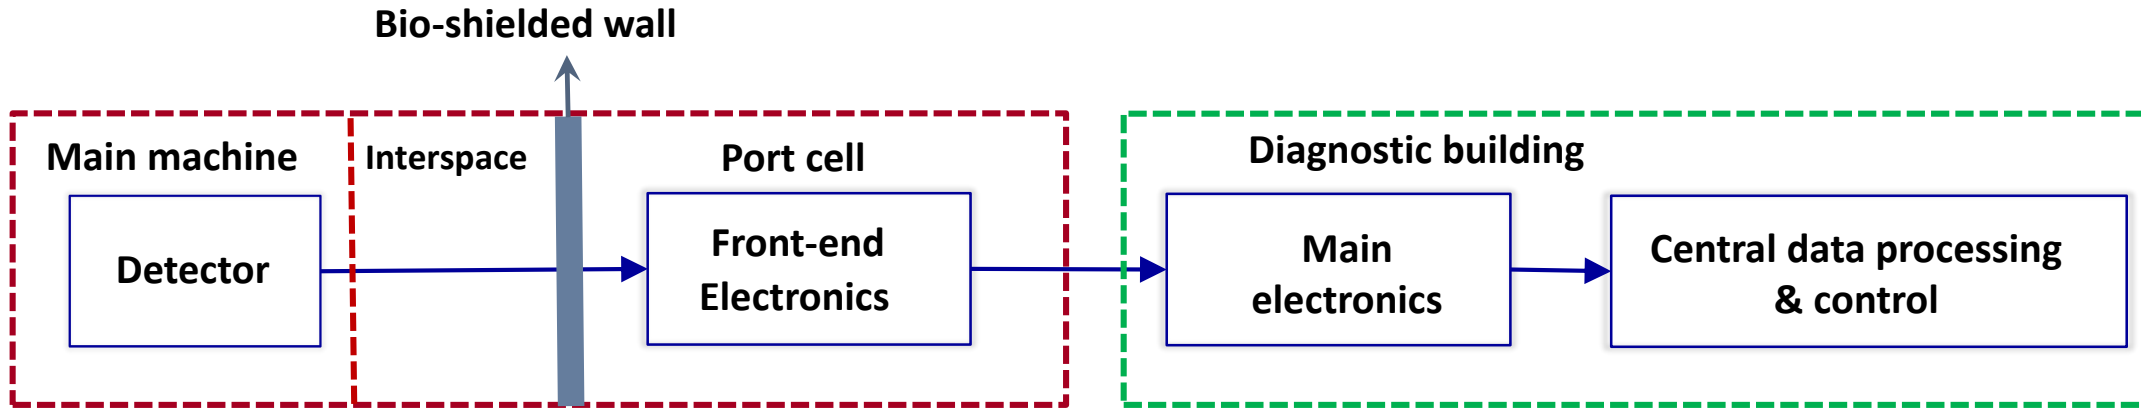 Bio-shielded wall
Main machine
Interspace
Port cell
Diagnostic building
Detector
Front-end
Electronics
Main
electronics
Central data processing
& control